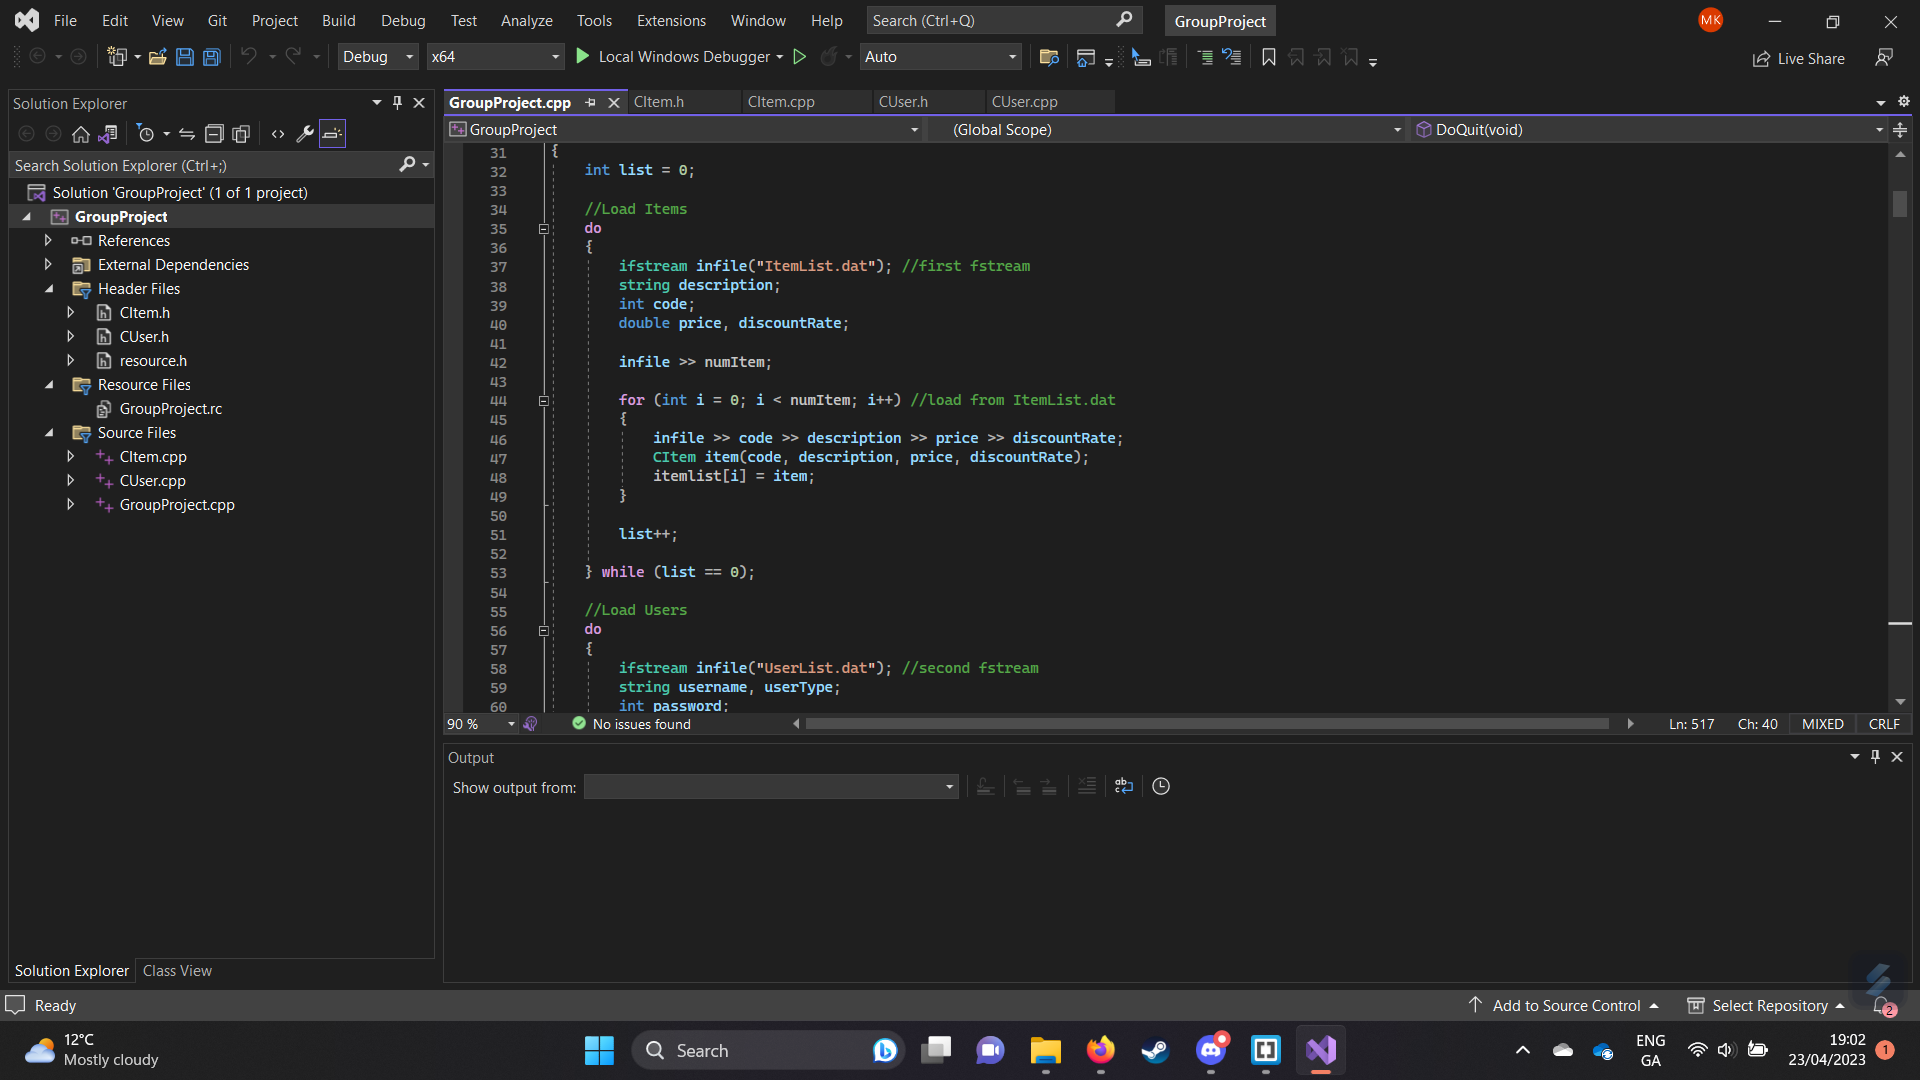 File Edit View Git Project Build Debug Test Analyze Tools Extensions Window Help Search (Ctrl+Q) GroupProject MK
Debug x64 Local Windows Debugger Auto Live Share
Solution Explorer
Search Solution Explorer (Ctrl+;)
Solution 'GroupProject' (1 of 1 project)
GroupProject
References
External Dependencies
Header Files
CItem.h
CUser.h
resource.h
Resource Files
GroupProject.rc
Source Files
CItem.cpp
CUser.cpp
GroupProject.cpp
Solution Explorer Class View
GroupProject.cpp CItem.h CItem.cpp CUser.h CUser.cpp
GroupProject (Global Scope) DoQuit(void)
31 {
32 int list = 0;
33
34 //Load Items
35 do
36 {
37 ifstream infile("ItemList.dat"); //first fstream
38 string description;
39 int code;
40 double price, discountRate;
41
42 infile >> numItem;
43
44 for (int i = 0; i < numItem; i++) //load from ItemList.dat
45 {
46 infile >> code >> description >> price >> discountRate;
47 CItem item(code, description, price, discountRate);
48 itemlist[i] = item;
49 }
50
51 list++;
52
53 } while (list == 0);
54
55 //Load Users
56 do
57 {
58 ifstream infile("UserList.dat"); //second fstream
59 string username, userType;
60 int password;
90 % No issues found Ln: 517 Ch: 40 MIXED CRLF
Output
Show output from:
Ready Add to Source Control Select Repository 2
12°C
Mostly cloudy
Search
ENG
GA
19:02
23/04/2023
1